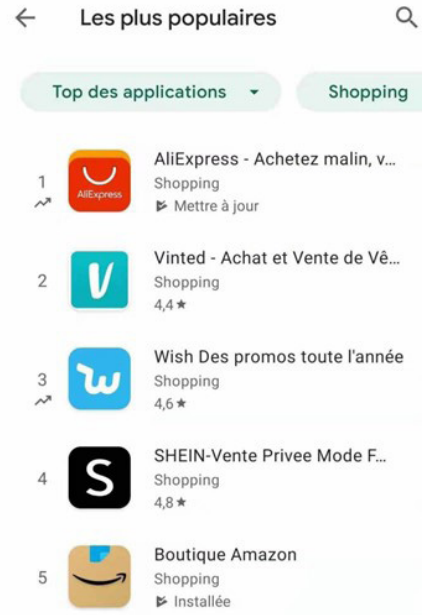 Les plus populaires
Top des applications
Shopping
1
AliExpress
AliExpress - Achetez malin, v...
Shopping
Mettre à jour
2
V
Vinted - Achat et Vente de Vê...
Shopping
4,4★
3
w
Wish Des promos toute l'année
Shopping
4,6★
4
S
SHEIN-Vente Privee Mode F...
Shopping
4,8★
5
Boutique Amazon
Shopping
Installée